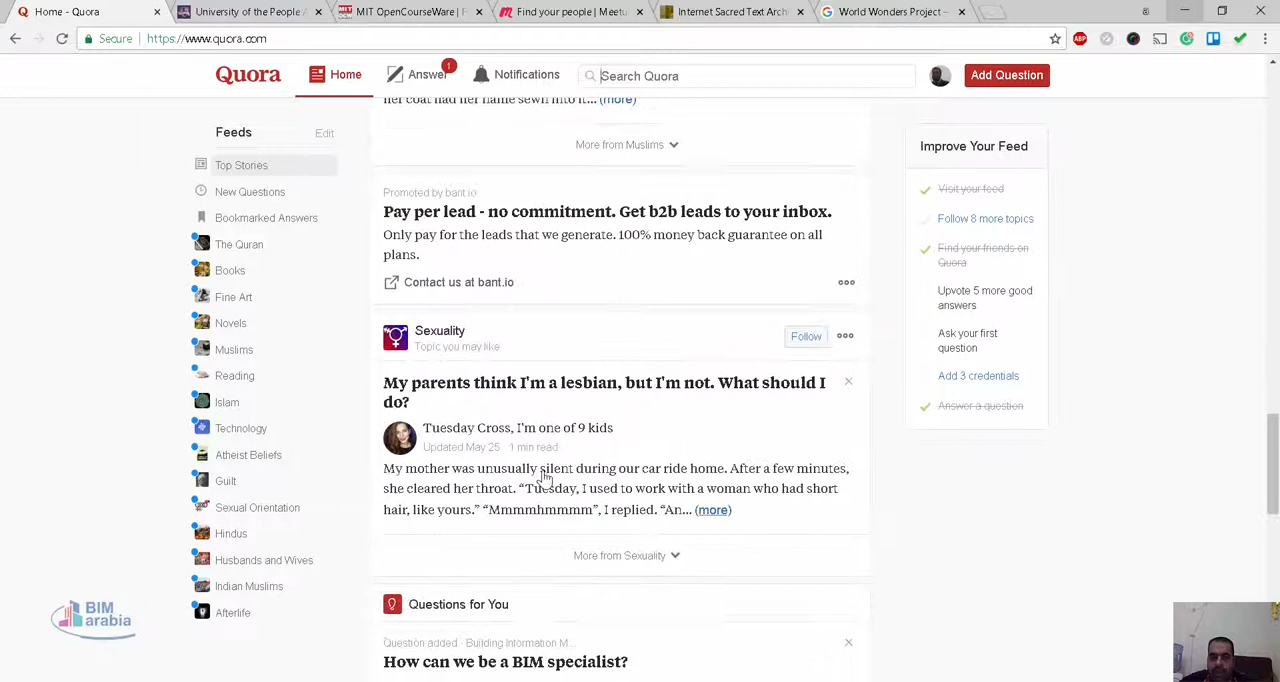 Home - Quora
University of the People A
MIT OpenCourseWare | F
Find your people | Meetu
Internet Sacred Text Arch
World Wonders Project –
Secure
https://www.quora.com
Quora
Home
Answer
1
Notifications
Search Quora
Add Question
her coat had her name sewn into it... (more)
More from Muslims
Feeds
Edit
Top Stories
New Questions
Bookmarked Answers
The Quran
Books
Fine Art
Novels
Muslims
Reading
Islam
Technology
Atheist Beliefs
Guilt
Sexual Orientation
Hindus
Husbands and Wives
Indian Muslims
Afterlife
Promoted by bant.io
Pay per lead - no commitment. Get b2b leads to your inbox.
Only pay for the leads that we generate. 100% money back guarantee on all
plans.
Contact us at bant.io
Sexuality
Topic you may like
Follow
My parents think I'm a lesbian, but I'm not. What should I
do?
Tuesday Cross, I'm one of 9 kids
Updated May 25 · 1 min read
My mother was unusually silent during our car ride home. After a few minutes,
she cleared her throat. “Tuesday, I used to work with a woman who had short
hair, like yours.” “Mmmmhmmmm”, I replied. “An... (more)
More from Sexuality
Questions for You
Question added · Building Information M...
How can we be a BIM specialist?
Improve Your Feed
Visit your feed
Follow 8 more topics
Find your friends on
Quora
Upvote 5 more good
answers
Ask your first
question
Add 3 credentials
Answer a question
BIM
arabia